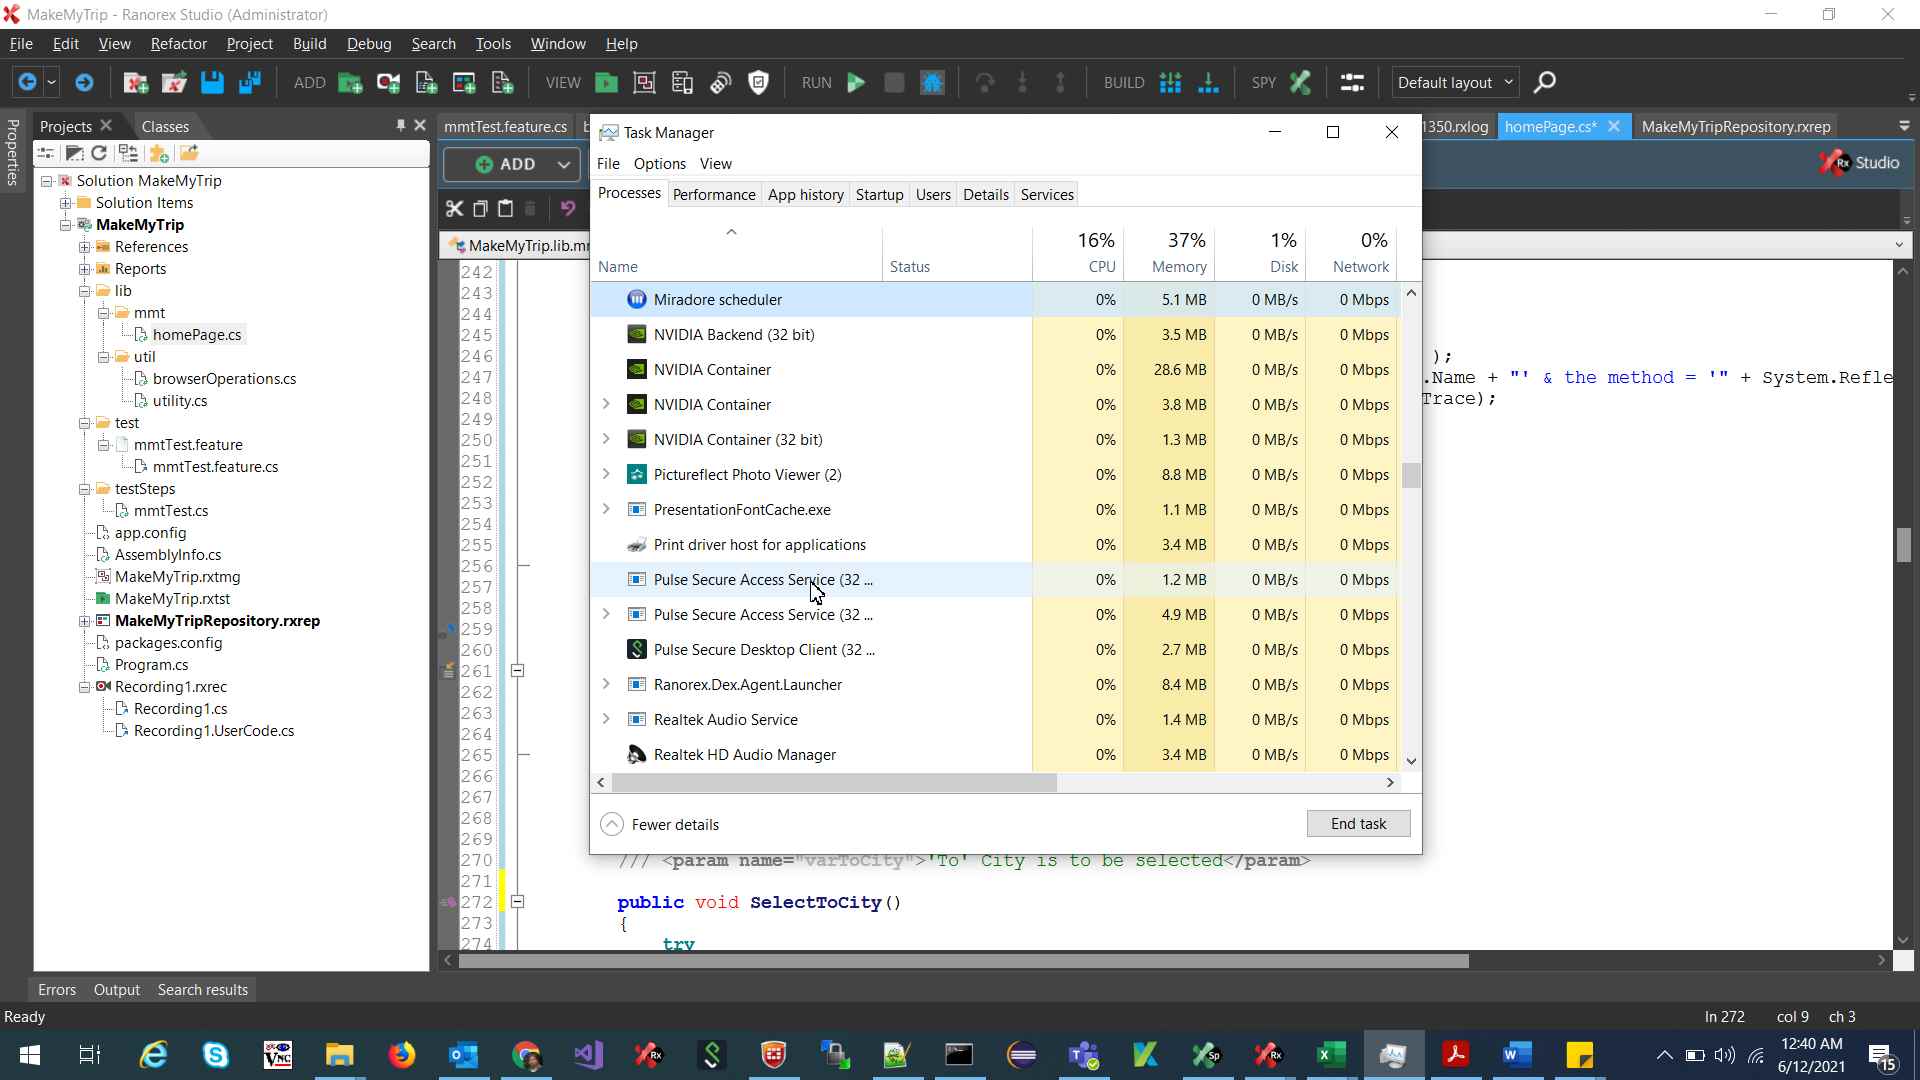 MakeMyTrip - Ranorex Studio (Administrator)
File Edit View Refactor Project Build Debug Search Tools Window Help
ADD VIEW RUN BUILD SPY Default layout
Properties
Projects Classes
mmtTest.feature.cs
1350.rxlog homePage.cs* MakeMyTripRepository.rxrep
ADD
Rx Studio
MakeMyTrip.lib.m
Solution MakeMyTrip
Solution Items
MakeMyTrip
References
Reports
lib
mmt
homePage.cs
util
browserOperations.cs
utility.cs
test
mmtTest.feature
mmtTest.feature.cs
testSteps
mmtTest.cs
app.config
AssemblyInfo.cs
MakeMyTrip.rxtmg
MakeMyTrip.rxtst
MakeMyTripRepository.rxrep
packages.config
Program.cs
Recording1.rxrec
Recording1.cs
Recording1.UserCode.cs
Task Manager
File Options View
Processes Performance App history Startup Users Details Services
16% 37% 1% 0%
Name Status CPU Memory Disk Network
Miradore scheduler 0% 5.1 MB 0 MB/s 0 Mbps
NVIDIA Backend (32 bit) 0% 3.5 MB 0 MB/s 0 Mbps
NVIDIA Container 0% 28.6 MB 0 MB/s 0 Mbps
NVIDIA Container 0% 3.8 MB 0 MB/s 0 Mbps
NVIDIA Container (32 bit) 0% 1.3 MB 0 MB/s 0 Mbps
Pictureflect Photo Viewer (2) 0% 8.8 MB 0 MB/s 0 Mbps
PresentationFontCache.exe 0% 1.1 MB 0 MB/s 0 Mbps
Print driver host for applications 0% 3.4 MB 0 MB/s 0 Mbps
Pulse Secure Access Service (32 ... 0% 1.2 MB 0 MB/s 0 Mbps
Pulse Secure Access Service (32 ... 0% 4.9 MB 0 MB/s 0 Mbps
Pulse Secure Desktop Client (32 ... 0% 2.7 MB 0 MB/s 0 Mbps
Ranorex.Dex.Agent.Launcher 0% 8.4 MB 0 MB/s 0 Mbps
Realtek Audio Service 0% 1.4 MB 0 MB/s 0 Mbps
Realtek HD Audio Manager 0% 3.4 MB 0 MB/s 0 Mbps
Fewer details End task
242
243
244
245
246 );
247 .Name + "' & the method = '" + System.Refle
248 Trace);
249
250
251
252
253
254
255
256
257
258
259
260
261
262
263
264
265
266
267
268
269
270 /// <param name="varToCity">'To' City is to be selected</param>
271
272 public void SelectToCity()
273 {
274 try
Errors Output Search results
Ready ln 272 col 9 ch 3
12:40 AM
6/12/2021
15